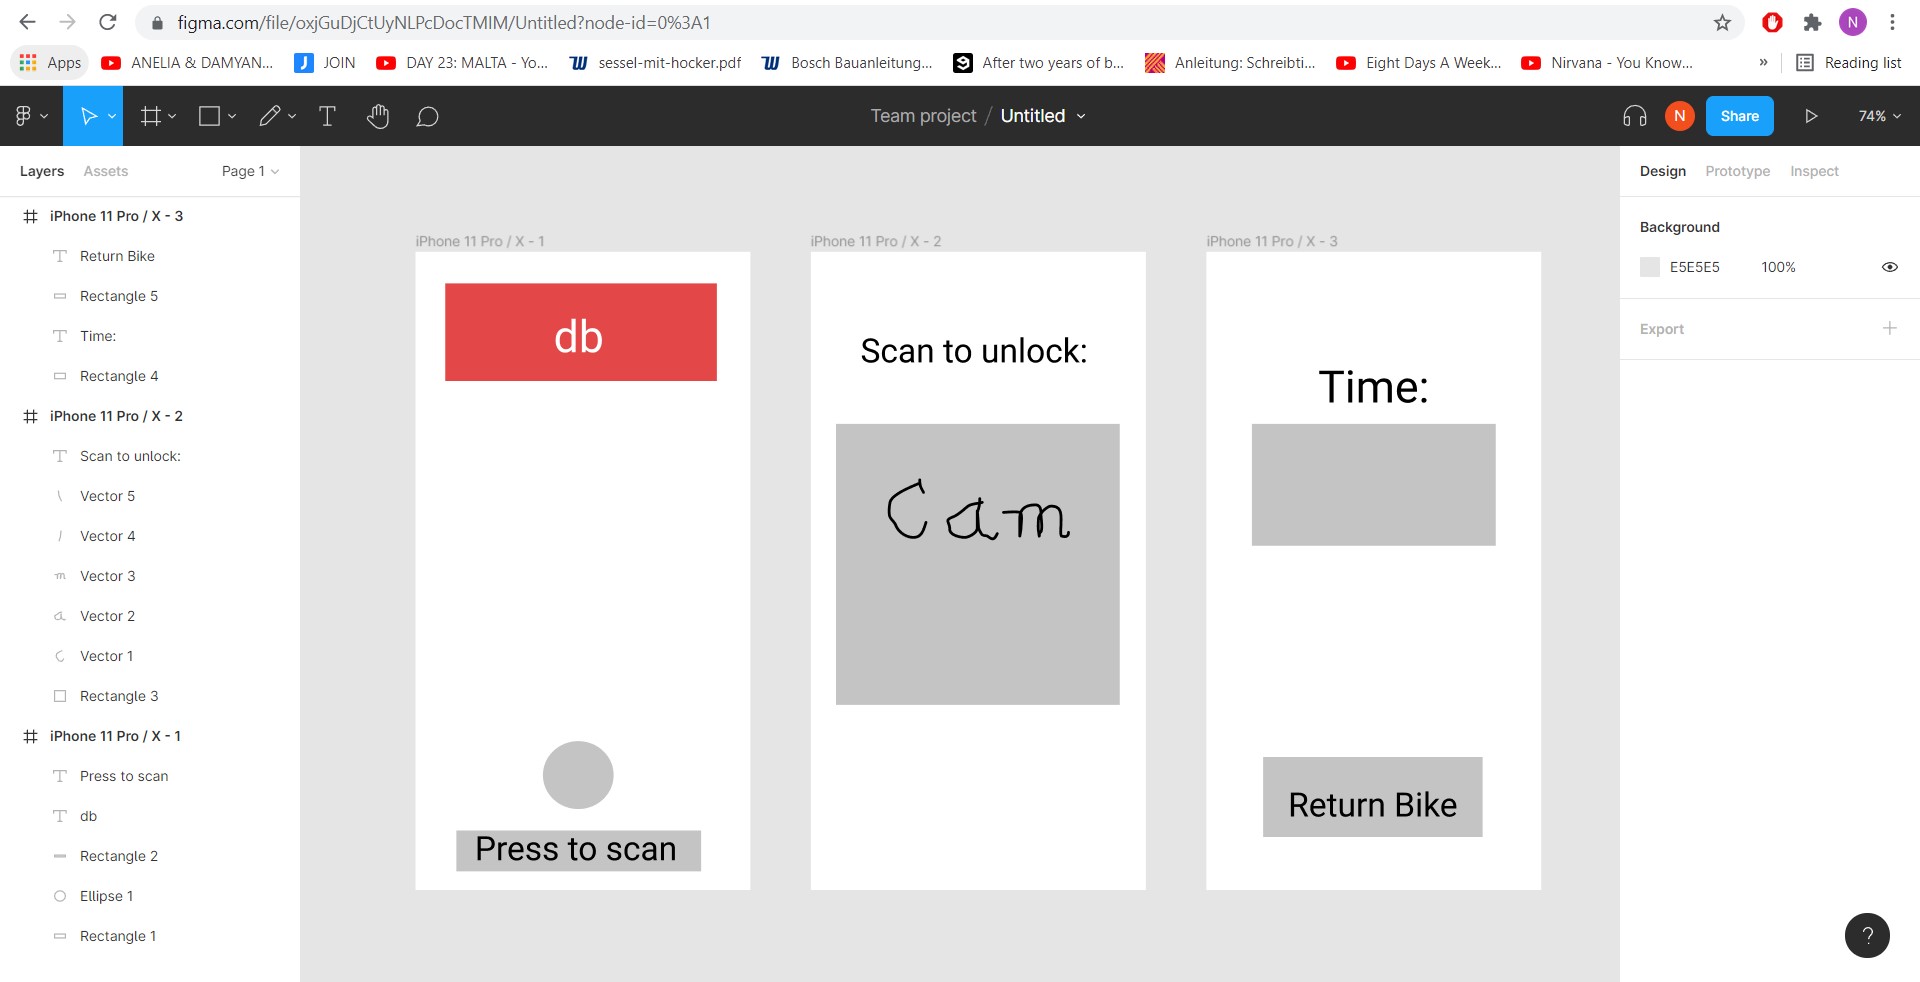 figma.com/file/oxjGuDjCtUyNLPcDocTMIM/Untitled?node-id=0%3A1
N
Apps
ANELIA & DAMYAN...
J JOIN
DAY 23: MALTA - Yo...
sessel-mit-hocker.pdf
Bosch Bauanleitung...
After two years of b...
Anleitung: Schreibti...
Eight Days A Week...
Nirvana - You Know...
»
Reading list
Team project / Untitled
N
Share
74%
Layers
Assets
Page 1
iPhone 11 Pro / X - 3
Return Bike
Rectangle 5
Time:
Rectangle 4
iPhone 11 Pro / X - 2
Scan to unlock:
Vector 5
Vector 4
Vector 3
Vector 2
Vector 1
Rectangle 3
iPhone 11 Pro / X - 1
Press to scan
db
Rectangle 2
Ellipse 1
Rectangle 1
iPhone 11 Pro / X - 1
db
Press to scan
iPhone 11 Pro / X - 2
Scan to unlock:
Cam
iPhone 11 Pro / X - 3
Time:
Return Bike
Design
Prototype
Inspect
Background
E5E5E5
100%
Export
?